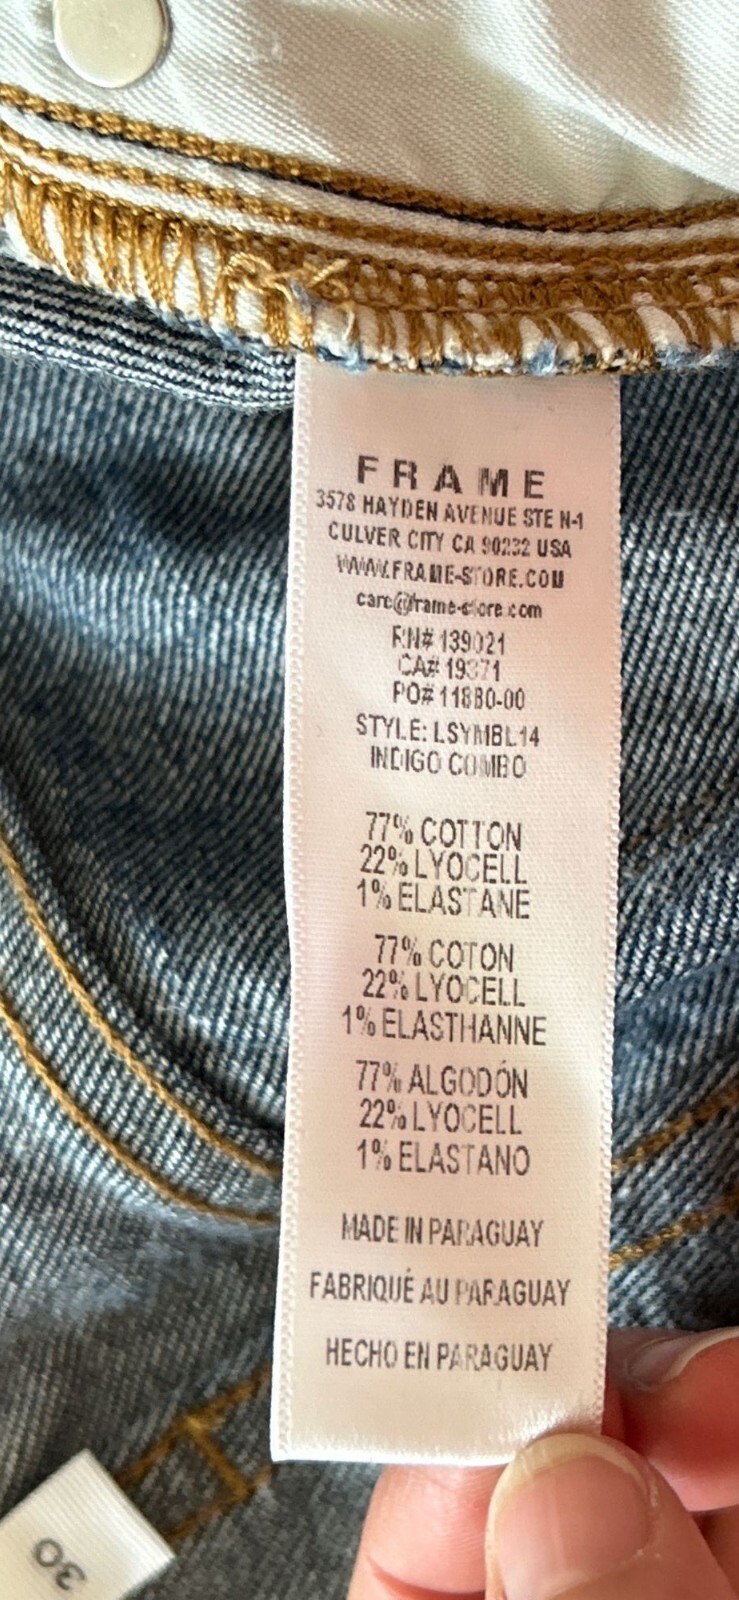 FRAME
3578 HAYDEN AVENUE STE N-1
CULVER CITY CA 90232 USA
WWW.FRAME-STORE.COM
care@frame-store.com
RN# 139021
CA# 19371
PO# 11880-00
STYLE: LSYMBL14
INDIGO COMBO
77% COTTON
22% LYOCELL
1% ELASTANE
77% COTON
22% LYOCELL
1% ELASTHANNE
77% ALGODÓN
22% LYOCELL
1% ELASTANO
MADE IN PARAGUAY
FABRIQUÉ AU PARAGUAY
HECHO EN PARAGUAY
30